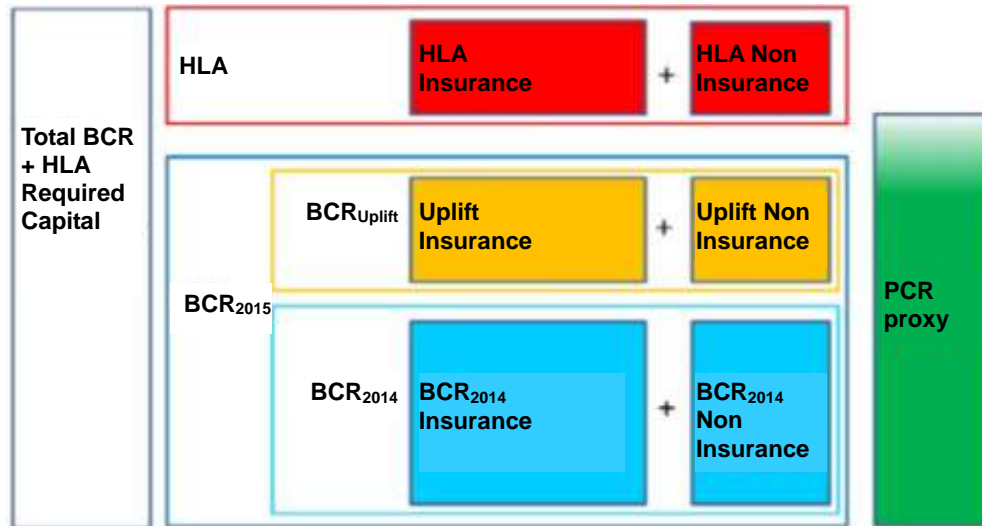 Total BCR
+ HLA
Required
Capital
HLA
HLA
Insurance
+
HLA Non
Insurance
BCR2015
BCRUplift
Uplift
Insurance
+
Uplift Non
Insurance
BCR2014
BCR2014
Insurance
+
BCR2014
Non
Insurance
PCR
proxy